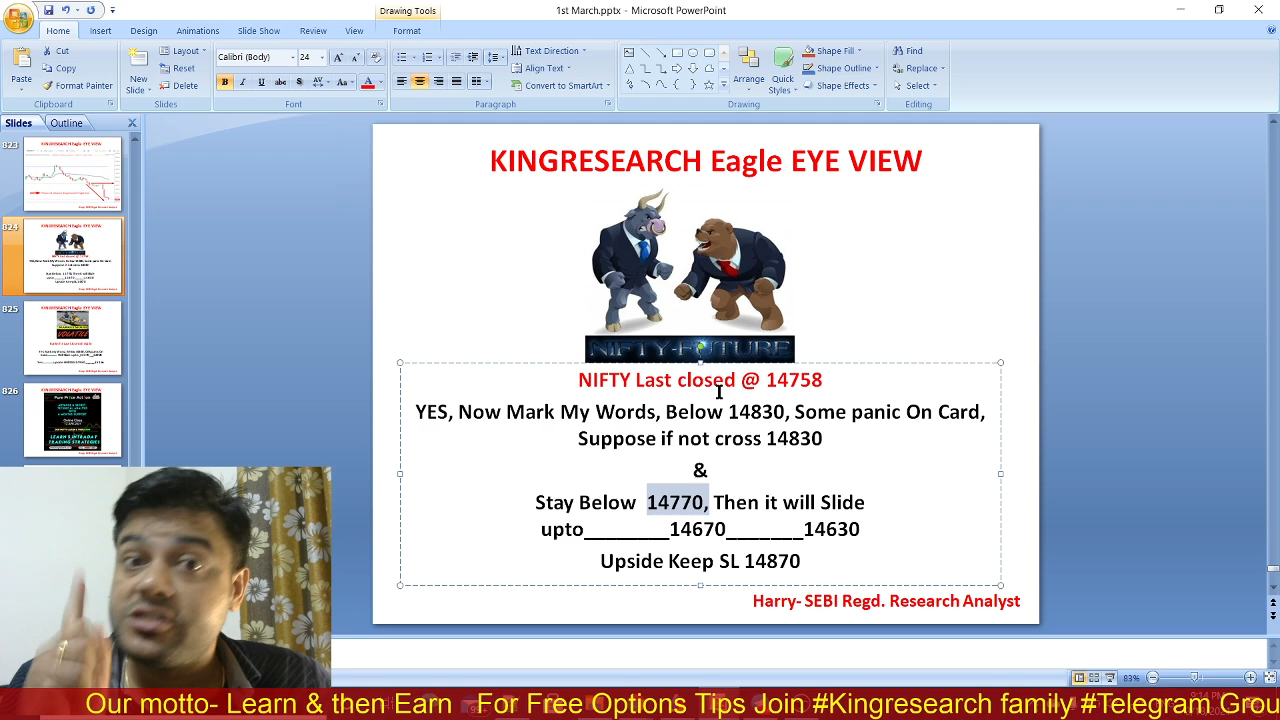 1st March.pptx - Microsoft PowerPoint
Drawing Tools
Home
Insert
Design
Animations
Slide Show
Review
View
Format
Paste
Cut
Copy
Format Painter
Clipboard
New
Slide
Layout
Reset
Delete
Slides
Calibri (Body)
24
Font
Text Direction
Align Text
Convert to SmartArt
Paragraph
Arrange
Quick
Styles
Shape Fill
Shape Outline
Shape Effects
Drawing
Find
Replace
Select
Editing
Slides
Outline
823
824
825
826
KINGRESEARCH Eagle EYE VIEW
NIFTY-FUTURE
NIFTY Last closed @ 14758
YES, Now Mark My Words, Below 14830, Some panic On Card,
Suppose if not cross 14830
&
Stay Below 14770, Then it will Slide
upto________14670_______14630
Upside Keep SL 14870
Harry- SEBI Regd. Research Analyst
83%
9:14 PM
Our motto- Learn & then Earn For Free Options Tips Join #Kingresearch family #Telegram Grou